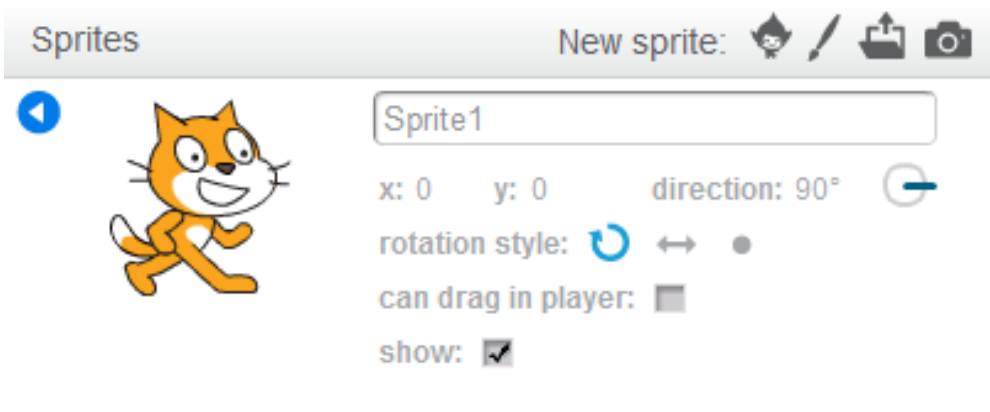 Sprites New sprite:
Sprite1
x: 0 y: 0 direction: 90°
rotation style:
can drag in player:
show: